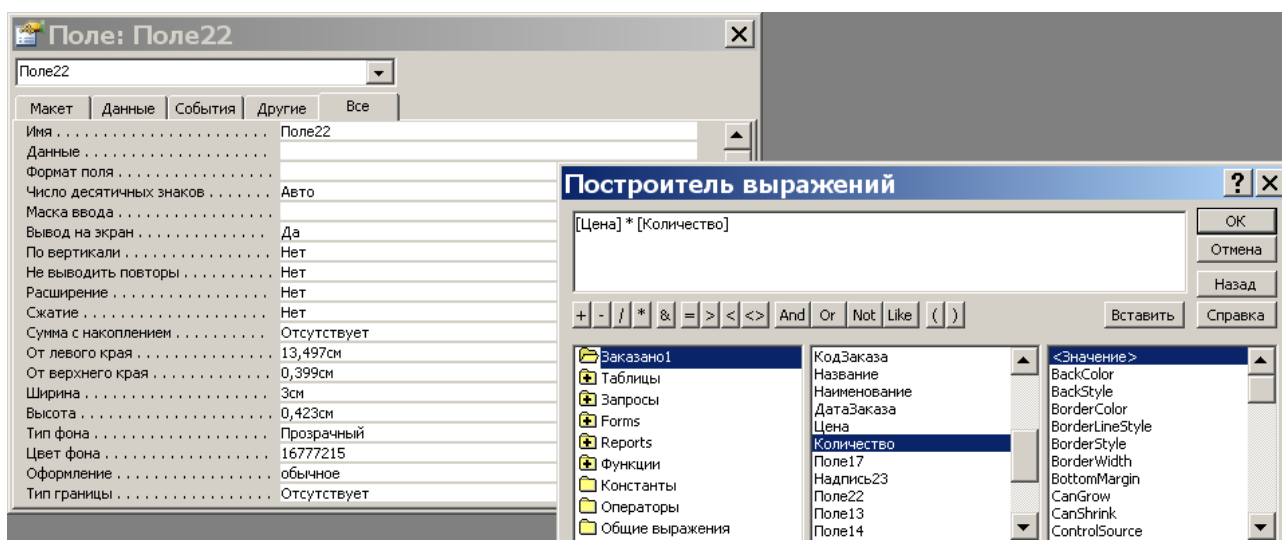 Поле: Поле22
Поле22
Макет Данные События Другие Все
Имя Поле22
Данные
Формат поля
Число десятичных знаков Авто
Маска ввода
Вывод на экран Да
По вертикали Нет
Не выводить повторы Нет
Расширение Нет
Сжатие Нет
Сумма с накоплением Отсутствует
От левого края 13,497см
От верхнего края 0,399см
Ширина 3см
Высота 0,423см
Тип фона Прозрачный
Цвет фона 16777215
Оформление обычное
Тип границы Отсутствует
Построитель выражений
[Цена] * [Количество]
OK
Отмена
Назад
+ - / * & = > < <> And Or Not Like ( ) Вставить Справка
Заказано1
Таблицы
Запросы
Forms
Reports
Функции
Константы
Операторы
Общие выражения
КодЗаказа
Название
Наименование
ДатаЗаказа
Цена
Количество
Поле17
Надпись23
Поле22
Поле13
Поле14
<Значение>
BackColor
BackStyle
BorderColor
BorderLineStyle
BorderStyle
BorderWidth
BottomMargin
CanGrow
CanShrink
ControlSource